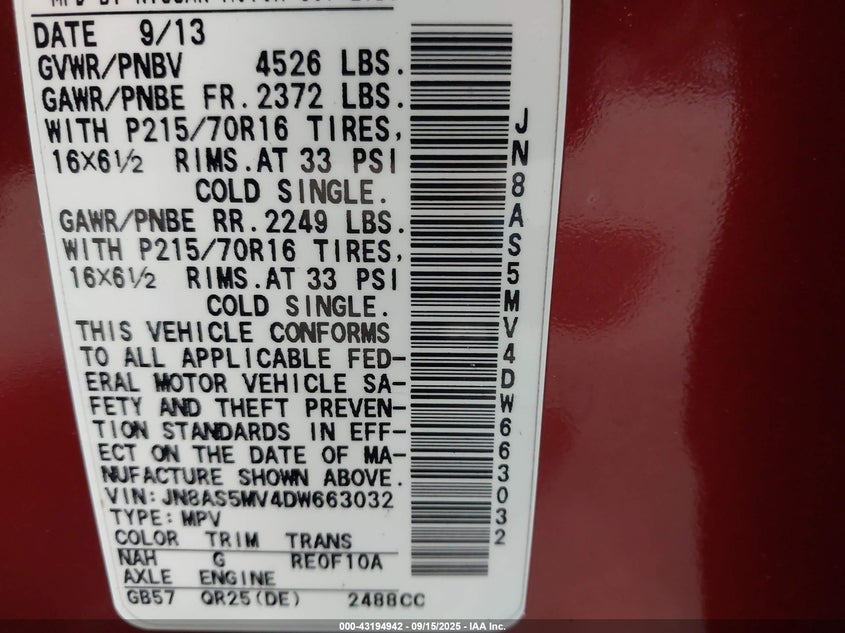 DATE 9/13
GVWR/PNBV 4526 LBS.
GAWR/PNBE FR. 2372 LBS.
WITH P215/70R16 TIRES,
16X6½ RIMS. AT 33 PSI
COLD SINGLE.
GAWR/PNBE RR. 2249 LBS.
WITH P215/70R16 TIRES,
16X6½ RIMS. AT 33 PSI
COLD SINGLE.
THIS VEHICLE CONFORMS
TO ALL APPLICABLE FED-
ERAL MOTOR VEHICLE SA-
FETY AND THEFT PREVEN-
TION STANDARDS IN EFF-
ECT ON THE DATE OF MA-
NUFACTURE SHOWN ABOVE.
VIN: JN8AS5MV4DW663032
TYPE: MPV
COLOR TRIM TRANS
NAH G RE0F10A
AXLE ENGINE
GB57 QR25(DE) 2488CC
JN8AS5MV4DW663032
000-43194942 - 09/15/2025 - IAA Inc.